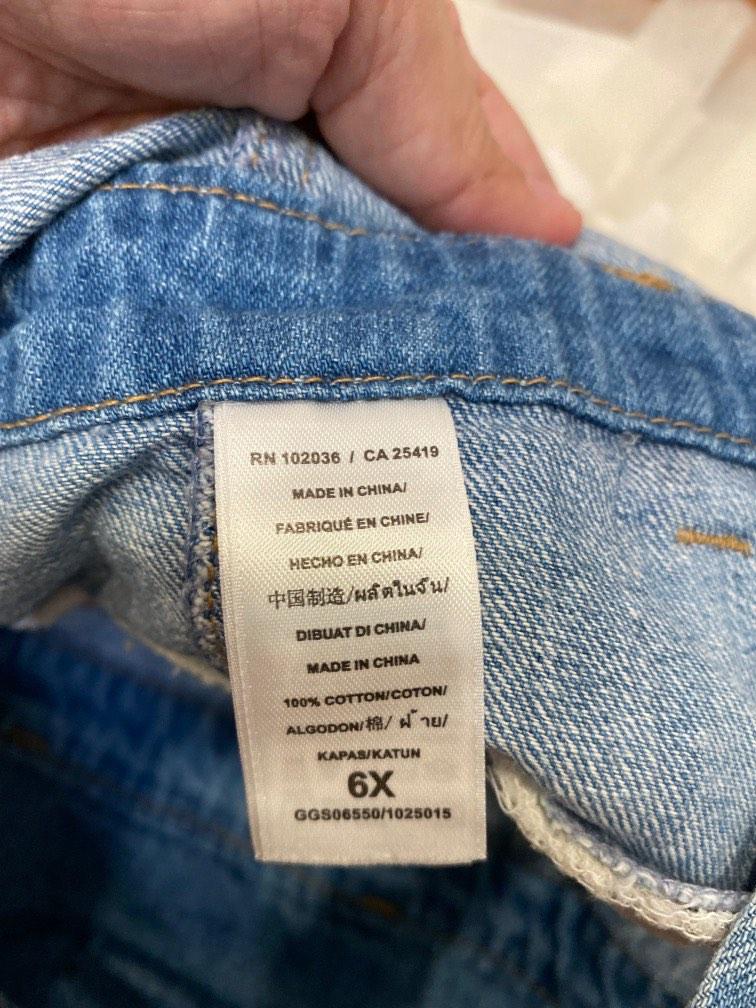 RN 102036 / CA 25419
MADE IN CHINA/
FABRIQUÉ EN CHINE/
HECHO EN CHINA/
中国制造/ผลิตในจีน/
DIBUAT DI CHINA/
MADE IN CHINA
100% COTTON/COTON/
ALGODON/棉/ ฝ้าย/
KAPAS/KATUN
6X
GGS06550/1025015